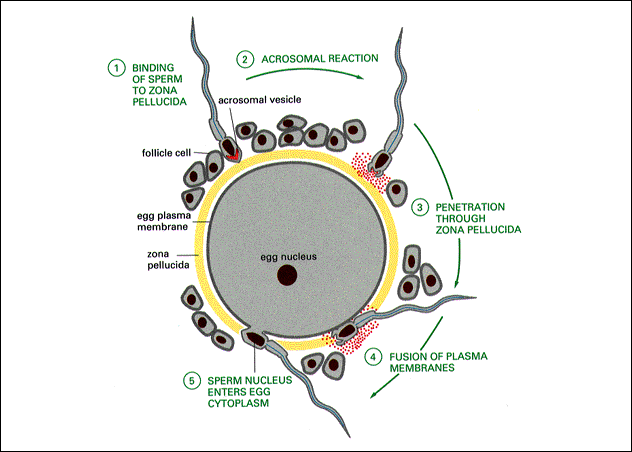 1 BINDING
OF SPERM
TO ZONA
PELLUCIDA
2 ACROSOMAL REACTION
acrosomal vesicle
follicle cell
egg plasma
membrane
zona
pellucida
egg nucleus
3 PENETRATION
THROUGH
ZONA PELLUCIDA
4 FUSION OF PLASMA
MEMBRANES
5 SPERM NUCLEUS
ENTERS EGG
CYTOPLASM